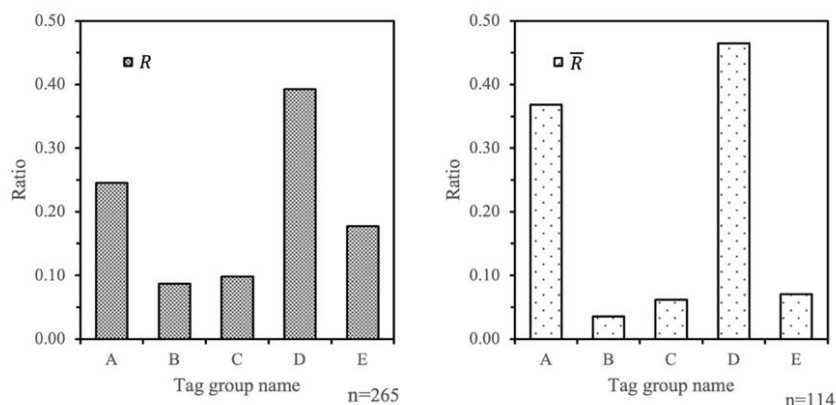 0.50
0.40
0.30
0.20
0.10
0.00
Ratio
R
A B C D E
Tag group name
n=265
0.50
0.40
0.30
0.20
0.10
0.00
Ratio
R̅
A B C D E
Tag group name
n=114